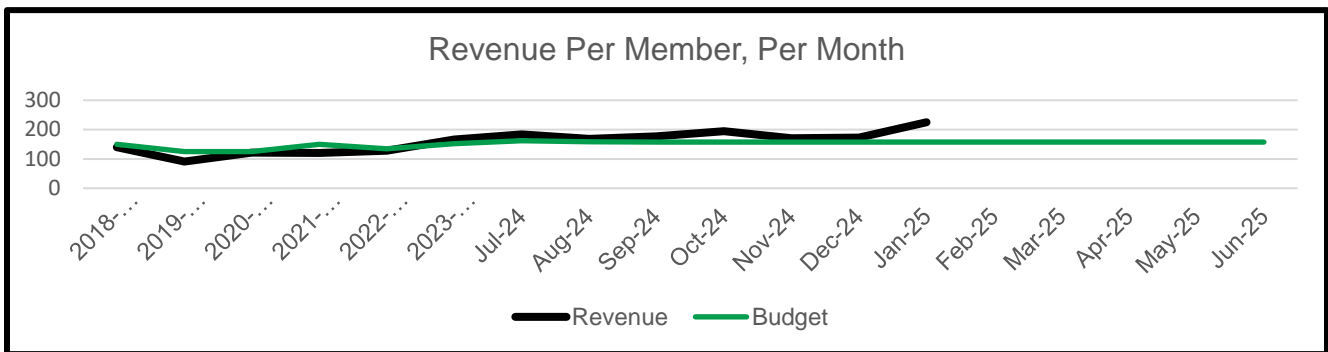 Revenue Per Member, Per Month
300
200
100
0
2018-...
2019-...
2020-...
2021-...
2022-...
2023-...
Jul-24
Aug-24
Sep-24
Oct-24
Nov-24
Dec-24
Jan-25
Feb-25
Mar-25
Apr-25
May-25
Jun-25
Revenue Budget